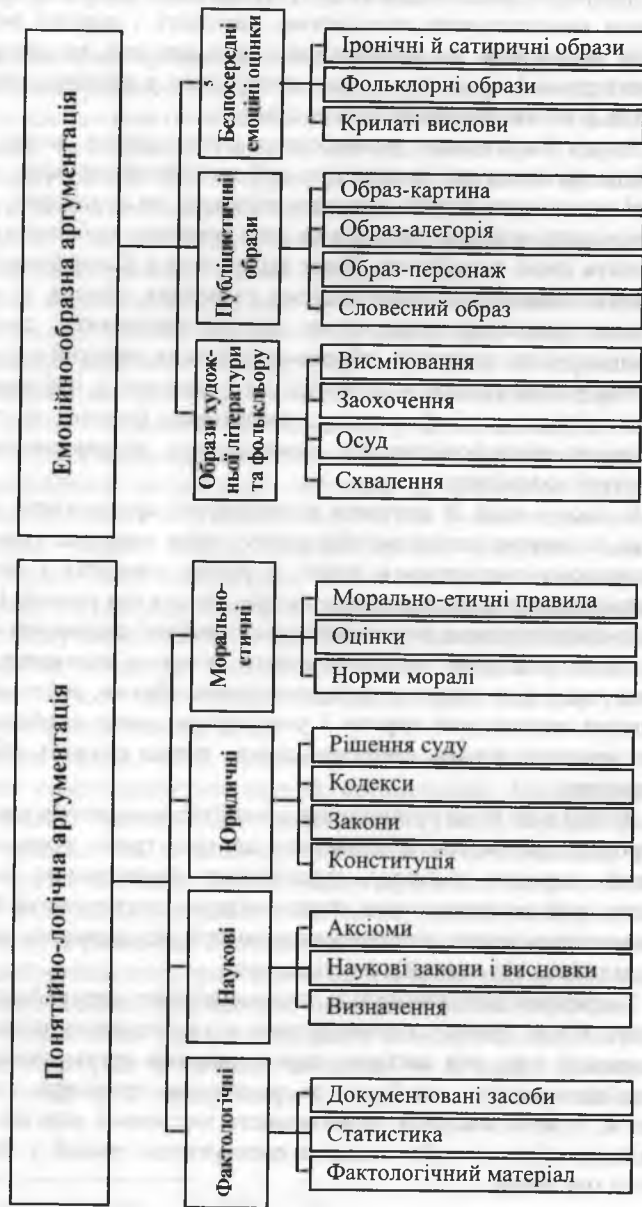 Понятійно-логічна аргументація
Фактологічні
Документовані засоби
Статистика
Фактологічний матеріал
Наукові
Аксіоми
Наукові закони і висновки
Визначення
Юридичні
Рішення суду
Кодекси
Закони
Конституція
Морально-
етичні
Морально-етичні правила
Оцінки
Норми моралі
Емоційно-образна аргументація
Образи худож-
ньої літератури
та фольклору
Висміювання
Заохочення
Осуд
Схвалення
Публіцистичні
образи
Образ-картина
Образ-алегорія
Образ-персонаж
Словесний образ
Безпосередні
емоціні оцінки
Іронічні й сатиричні образи
Фольклорні образи
Крилаті вислови